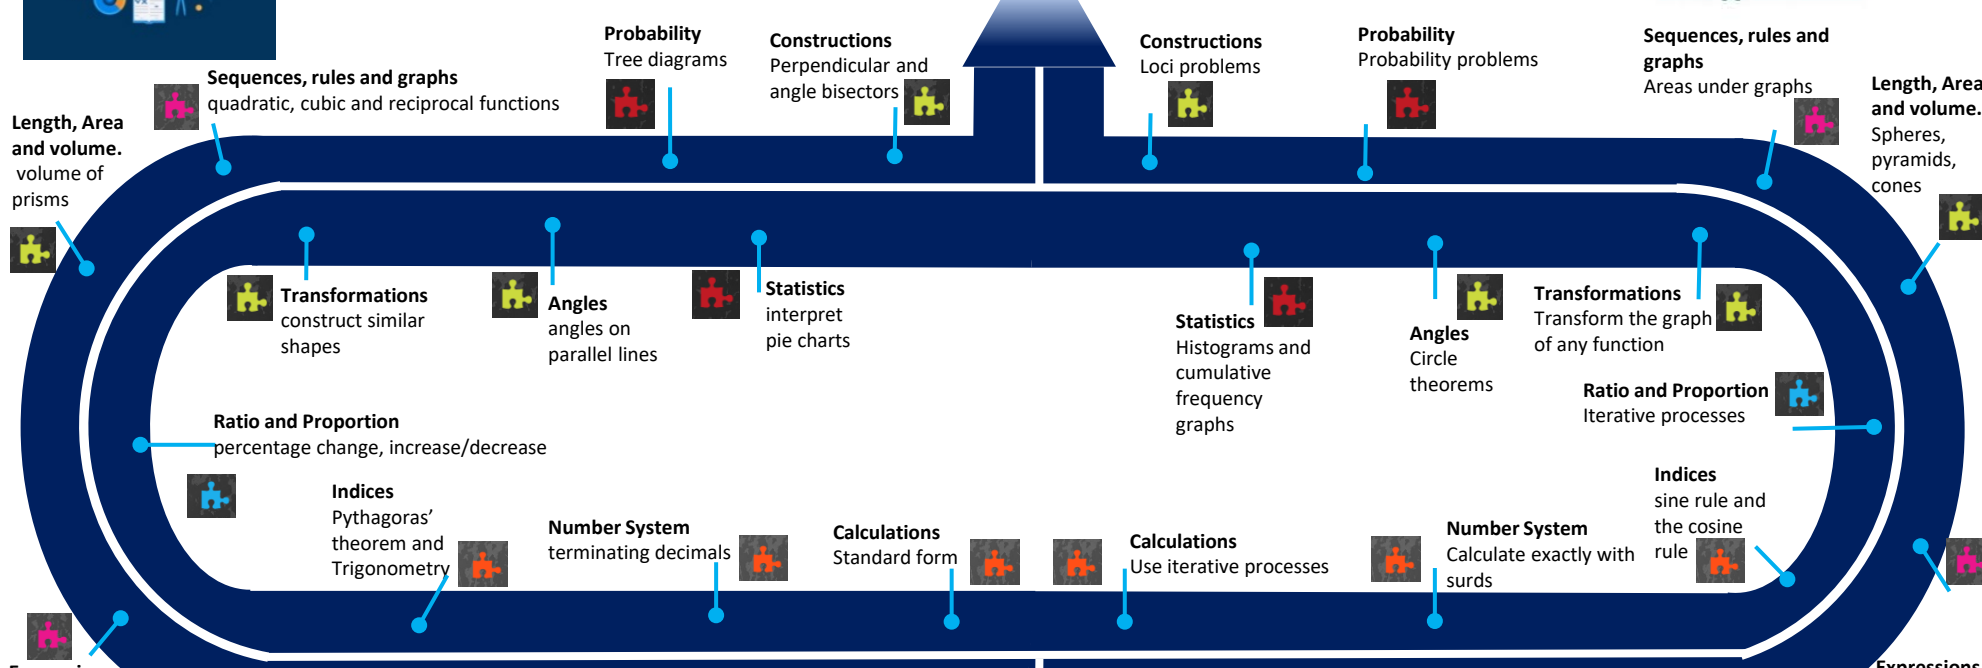 Probability
Tree diagrams
Constructions
Perpendicular and
angle bisectors
Constructions
Loci problems
Probability
Probability problems
Sequences, rules and
graphs
Areas under graphs
Sequences, rules and graphs
quadratic, cubic and reciprocal functions
Length, Area
and volume.
volume of
prisms
Length, Area
and volume.
Spheres,
pyramids,
cones
Transformations
construct similar
shapes
Angles
angles on
parallel lines
Statistics
interpret
pie charts
Statistics
Histograms and
cumulative
frequency
graphs
Angles
Circle
theorems
Transformations
Transform the graph
of any function
Ratio and Proportion
Iterative processes
Ratio and Proportion
percentage change, increase/decrease
Indices
Pythagoras’
theorem and
Trigonometry
Number System
terminating decimals
Calculations
Standard form
Calculations
Use iterative processes
Number System
Calculate exactly with
surds
Indices
sine rule and
the cosine
rule
Expressions